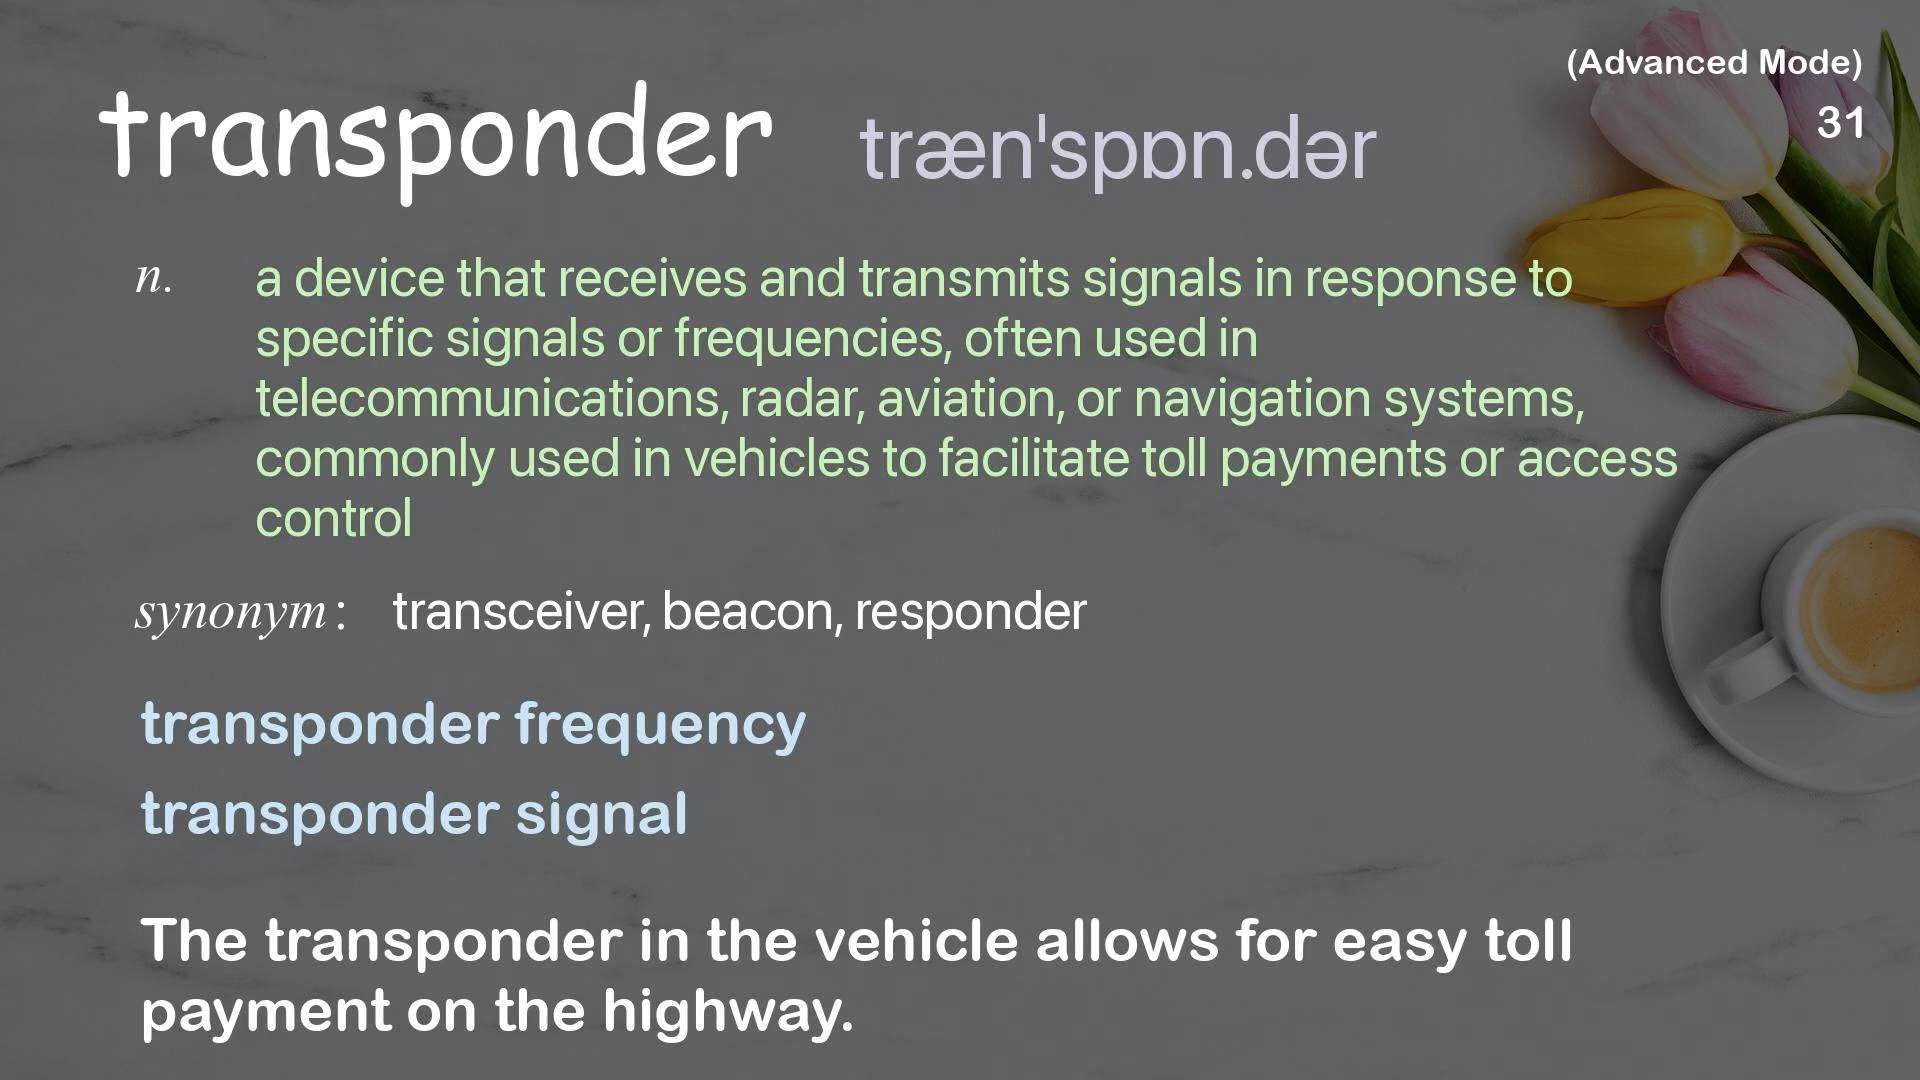 (Advanced Mode)
transponder træn'spɒn.dər
31
n. a device that receives and transmits signals in response to
specific signals or frequencies, often used in
telecommunications, radar, aviation, or navigation systems,
commonly used in vehicles to facilitate toll payments or access
control
synonym: transceiver, beacon, responder
transponder frequency
transponder signal
The transponder in the vehicle allows for easy toll
payment on the highway.